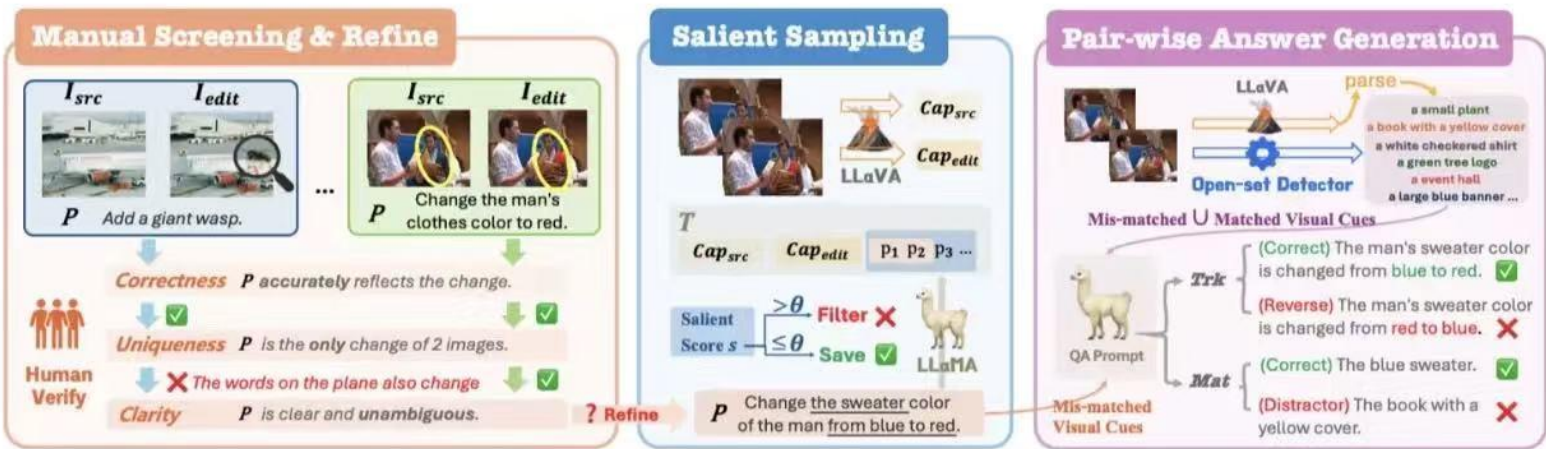 Manual Screening & Refine
I_src I_edit
P Add a giant wasp.
...
I_src I_edit
P Change the man's
clothes color to red.
Correctness P accurately reflects the change.
Uniqueness P is the only change of 2 images.
Human
Verify
The words on the plane also change
Clarity P is clear and unambiguous.
? Refine
Salient Sampling
LLaVA
Cap_src
Cap_edit
T
Cap_src Cap_edit p1 p2 p3 ...
Salient
Score s
>θ Filter
≤θ Save
LLaMA
P Change the sweater color
of the man from blue to red.
Pair-wise Answer Generation
LLaVA
parse
Open-set Detector
a small plant
a book with a yellow cover
a white checkered shirt
a green tree logo
a event hall
a large blue banner ...
Mis-matched ∪ Matched Visual Cues
QA Prompt
Mis-matched
Visual Cues
Trk
(Correct) The man's sweater color
is changed from blue to red.
(Reverse) The man's sweater color
is changed from red to blue.
Mat
(Correct) The blue sweater.
(Distractor) The book with a
yellow cover.